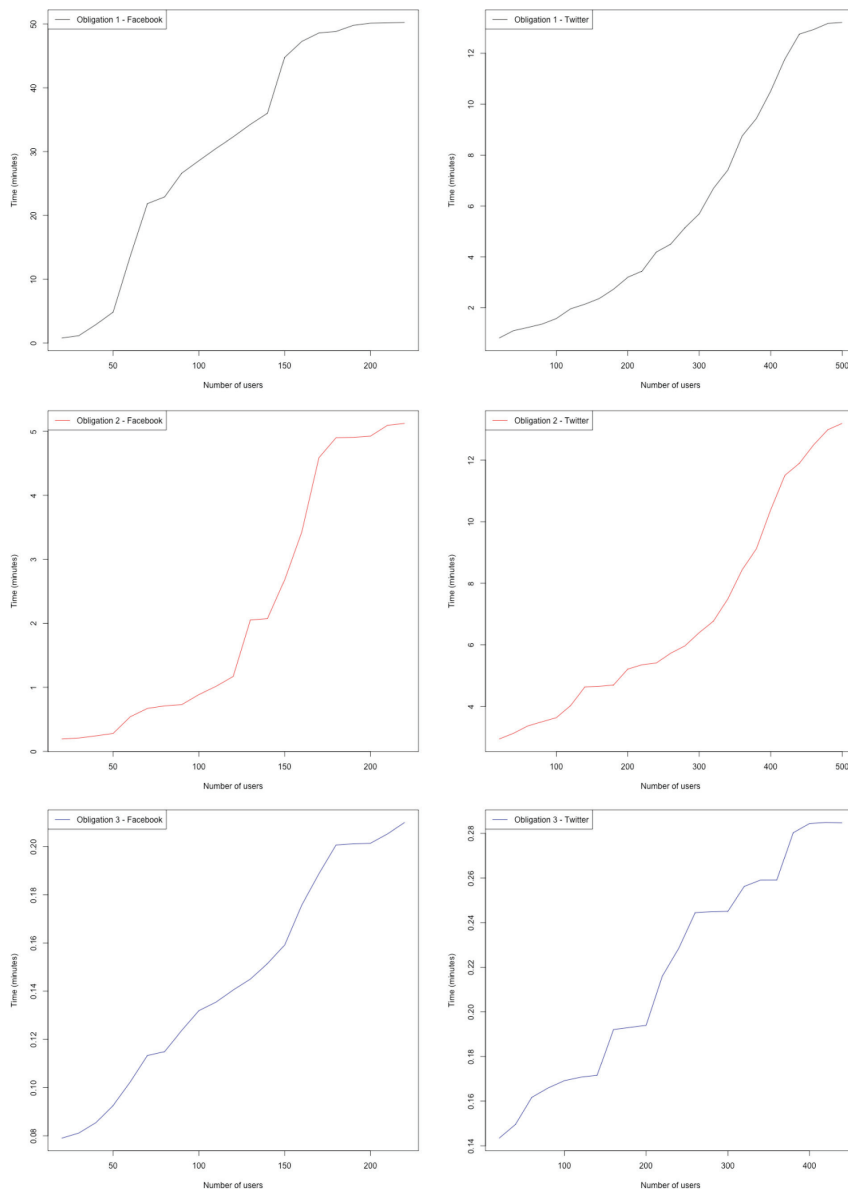 Obligation 1 - Facebook
Time (minutes)
0 10 20 30 40 50
50 100 150 200
Number of users
Obligation 1 - Twitter
Time (minutes)
2 4 6 8 10 12
100 200 300 400 500
Number of users
Obligation 2 - Facebook
Time (minutes)
0 1 2 3 4 5
50 100 150 200
Number of users
Obligation 2 - Twitter
Time (minutes)
4 6 8 10 12
100 200 300 400 500
Number of users
Obligation 3 - Facebook
Time (minutes)
0.08 0.10 0.12 0.14 0.16 0.18 0.20
50 100 150 200
Number of users
Obligation 3 - Twitter
Time (minutes)
0.14 0.16 0.18 0.20 0.22 0.24 0.26 0.28
100 200 300 400
Number of users